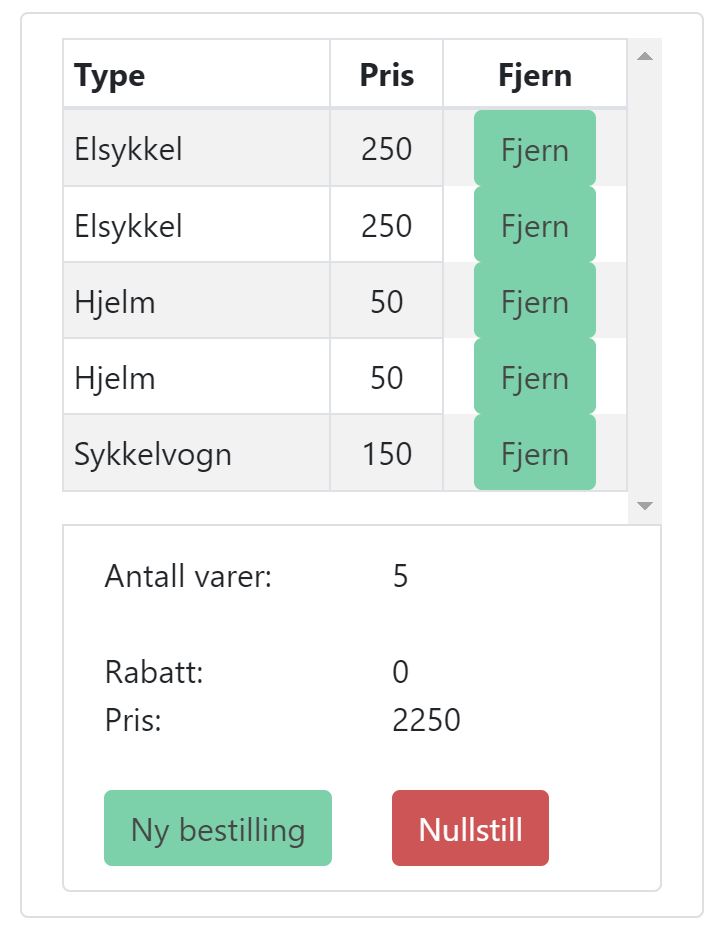 Type Pris Fjern
Elsykkel 250 Fjern
Elsykkel 250 Fjern
Hjelm 50 Fjern
Hjelm 50 Fjern
Sykkelvogn 150 Fjern
Antall varer: 5
Rabatt: 0
Pris: 2250
Ny bestilling Nullstill